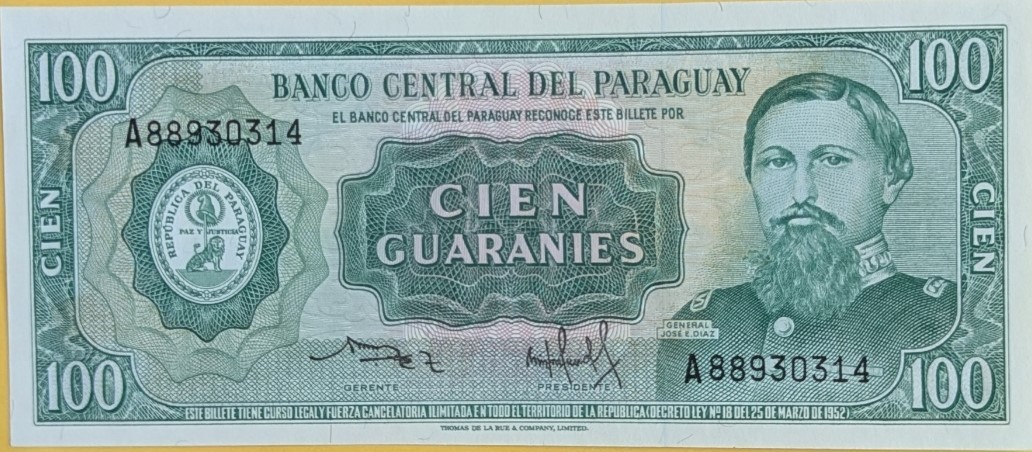 100
100
BANCO CENTRAL DEL PARAGUAY
EL BANCO CENTRAL DEL PARAGUAY RECONOCE ESTE BILLETE POR
A88930314
CIEN
GUARANIES
REPÚBLICA DEL PARAGUAY
PAZ Y JUSTICIA
CIEN
CIEN
GENERAL
JOSE E. DIAZ
GERENTE
PRESIDENTE
A88930314
100
100
ESTE BILLETE TIENE CURSO LEGAL Y FUERZA CANCELATORIA ILIMITADA EN TODO EL TERRITORIO DE LA REPUBLICA (DECRETO LEY Nº 18 DEL 25 DE MARZO DE 1952)
THOMAS DE LA RUE & COMPANY, LIMITED.